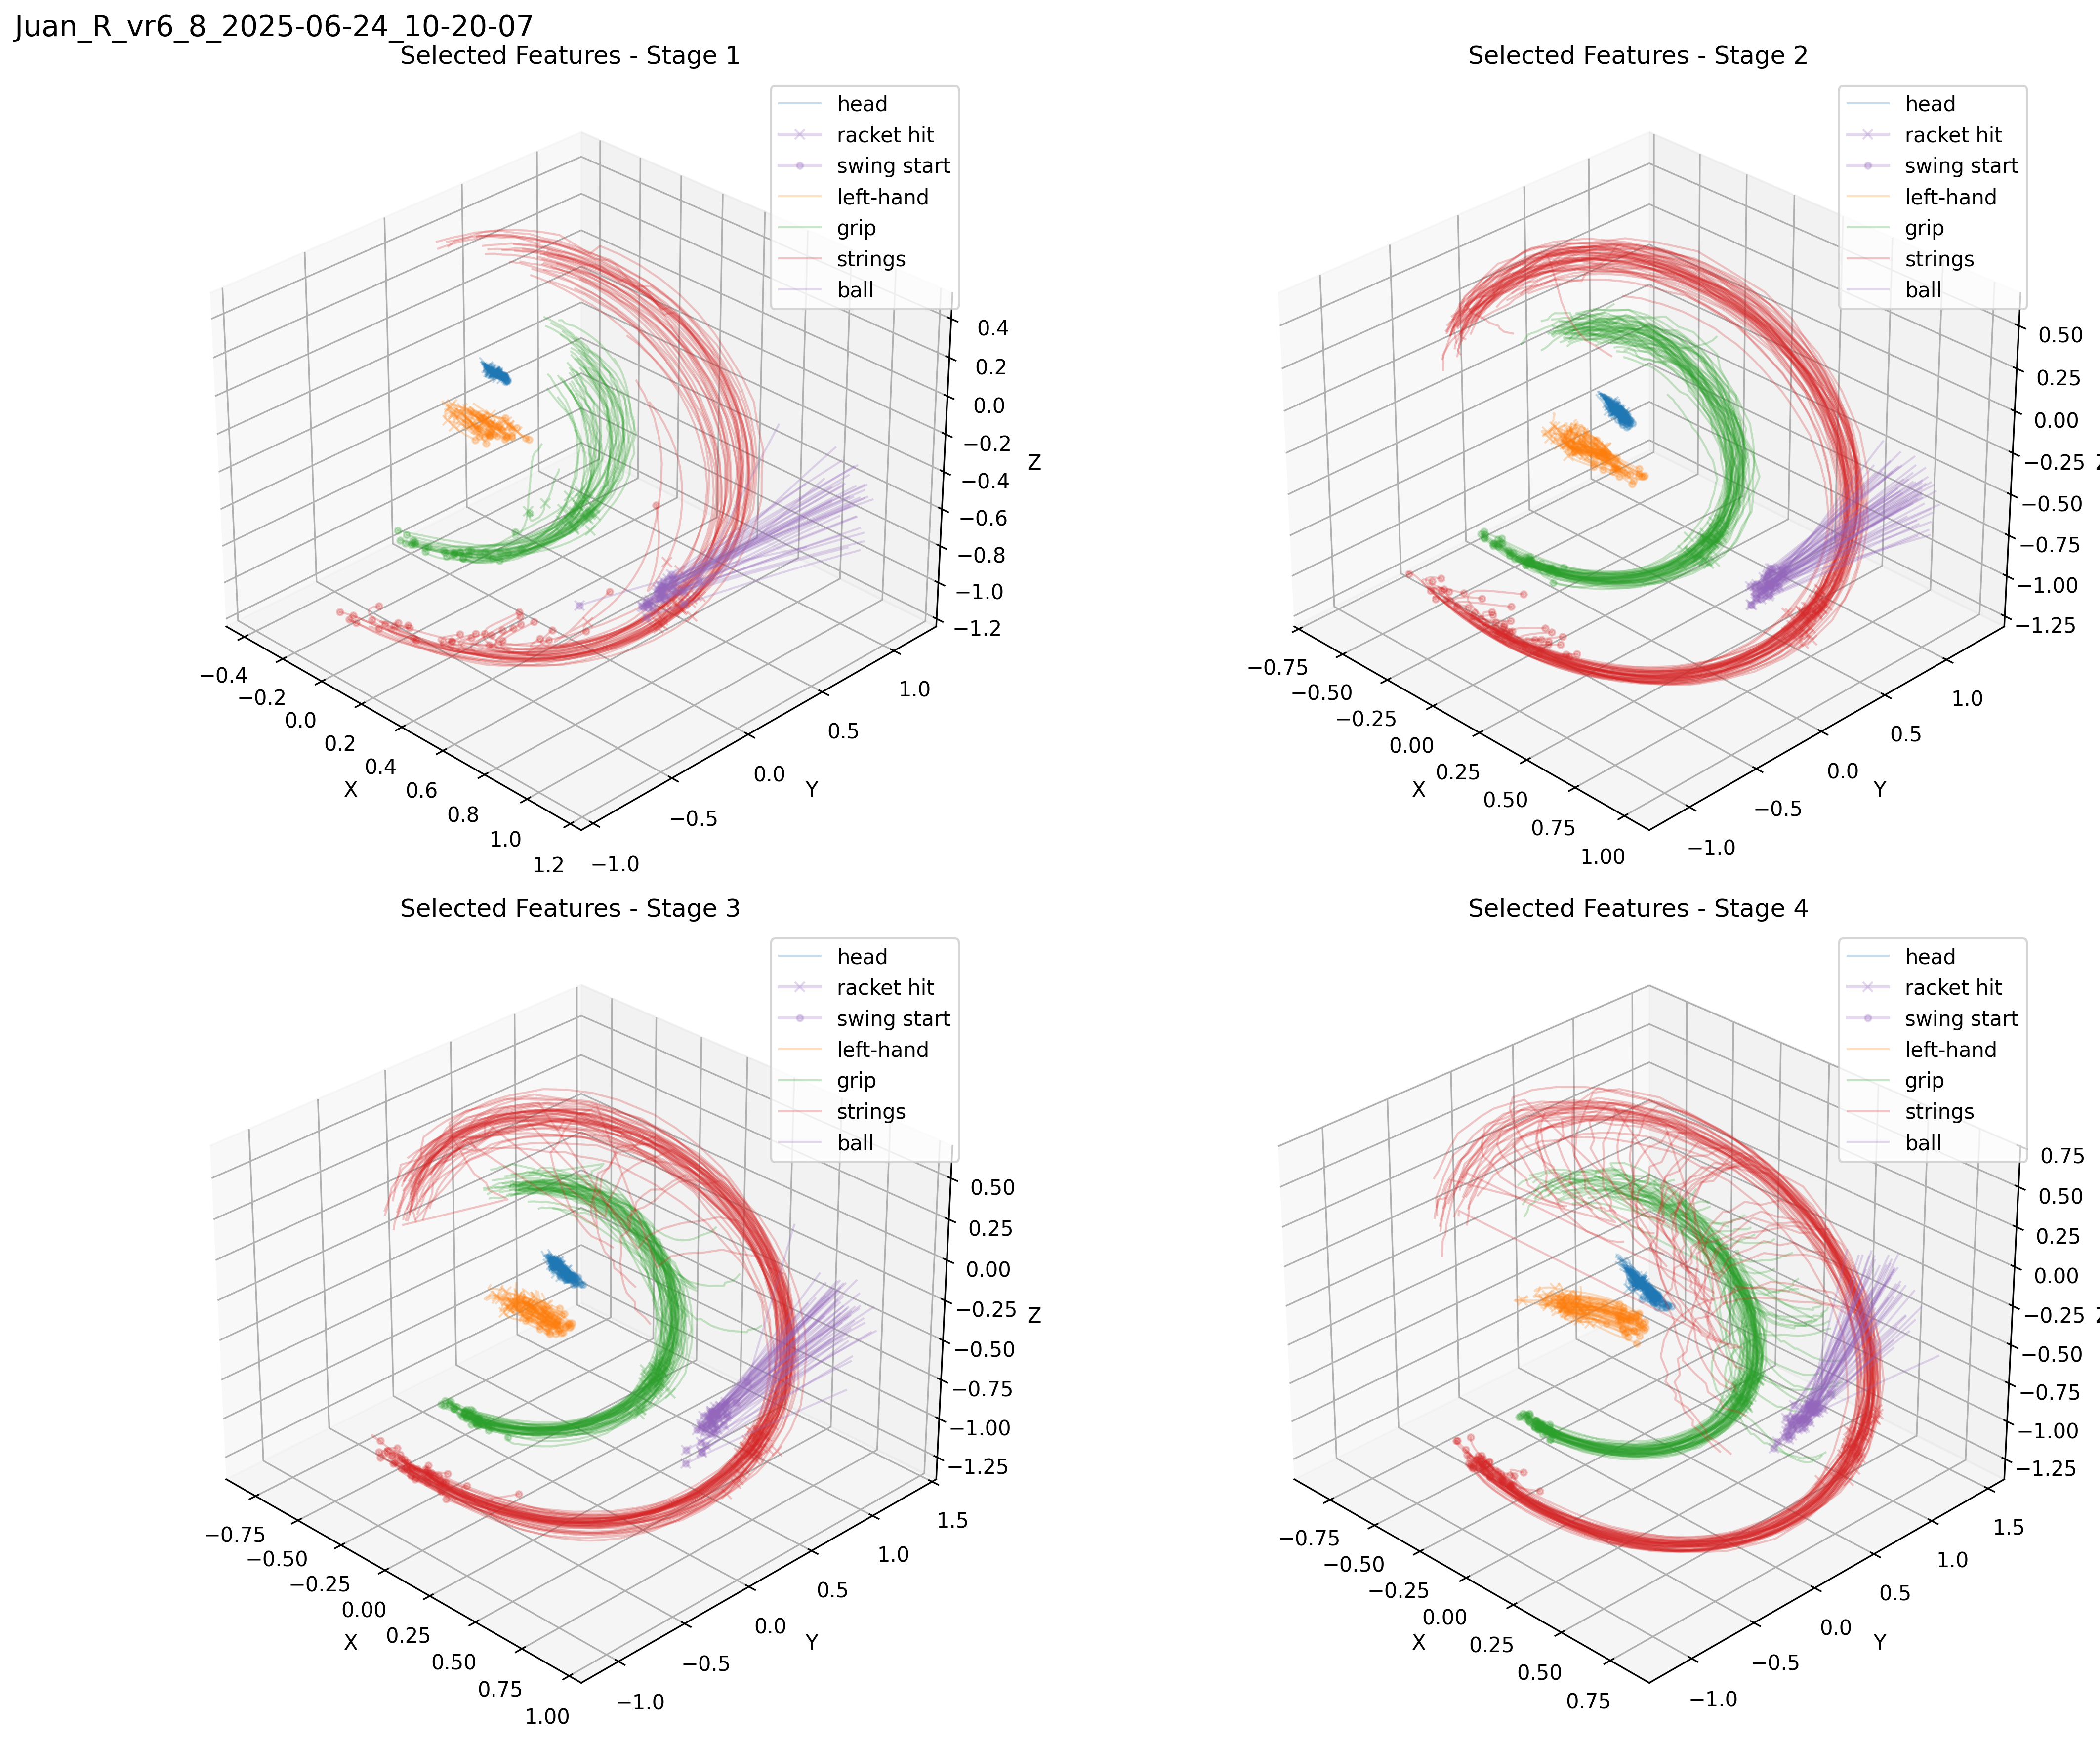 Juan_R_vr6_8_2025-06-24_10-20-07
Selected Features - Stage 1
head
racket hit
swing start
left-hand
grip
strings
ball
0.4
0.2
0.0
−0.2
−0.4
−0.6
−0.8
−1.0
−1.2
Z
−0.4
−0.2
0.0
0.2
0.4
0.6
0.8
1.0
1.2
X
−1.0
−0.5
0.0
0.5
1.0
Y
Selected Features - Stage 2
head
racket hit
swing start
left-hand
grip
strings
ball
0.50
0.25
0.00
−0.25
−0.50
−0.75
−1.00
−1.25
Z
−0.75
−0.50
−0.25
0.00
0.25
0.50
0.75
1.00
X
−1.0
−0.5
0.0
0.5
1.0
Y
Selected Features - Stage 3
head
racket hit
swing start
left-hand
grip
strings
ball
0.50
0.25
0.00
−0.25
−0.50
−0.75
−1.00
−1.25
Z
−0.75
−0.50
−0.25
0.00
0.25
0.50
0.75
1.00
X
−1.0
−0.5
0.0
0.5
1.0
1.5
Y
Selected Features - Stage 4
head
racket hit
swing start
left-hand
grip
strings
ball
0.75
0.50
0.25
0.00
−0.25
−0.50
−0.75
−1.00
−1.25
Z
−0.75
−0.50
−0.25
0.00
0.25
0.50
0.75
X
−1.0
−0.5
0.0
0.5
1.0
1.5
Y